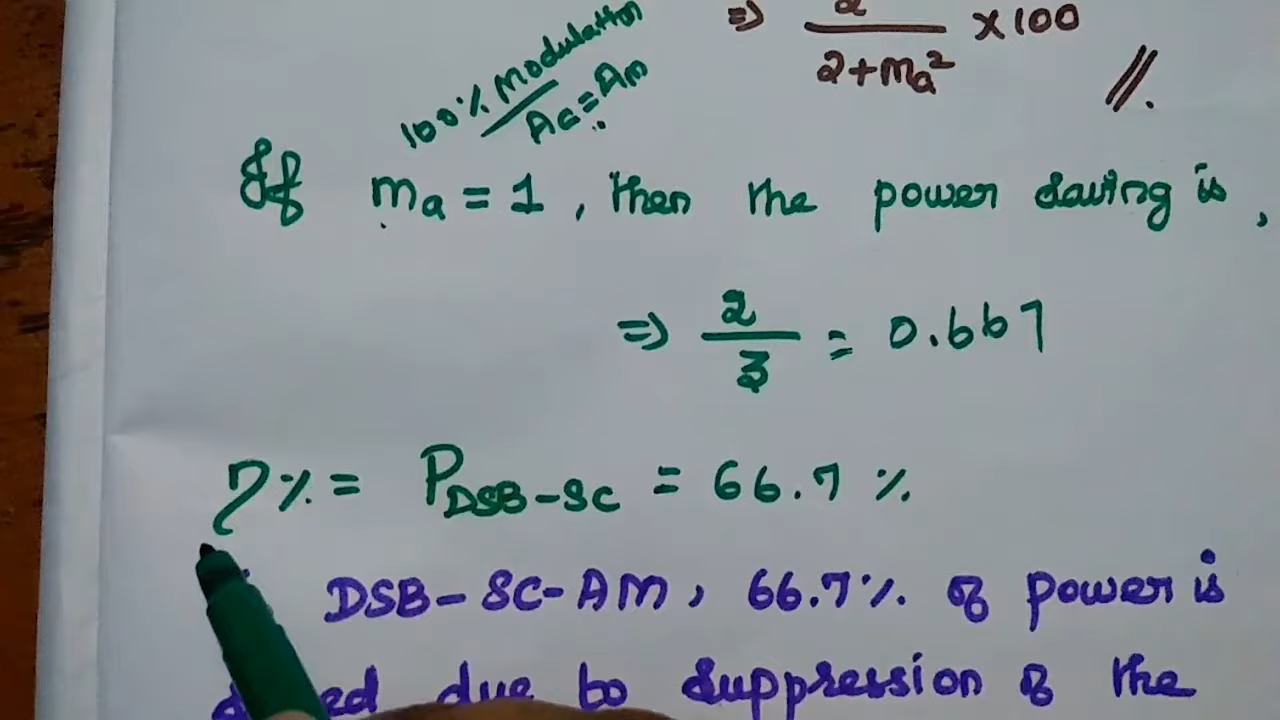 ⇒ 2/(2+ma²) ×100 //.
100% Modulation
Ac = Am
If ma = 1, then the power saving is,
⇒ 2/3 = 0.667
η% = PDSB-SC = 66.7 %.
DSB-SC-AM, 66.7%. of power is
due to suppression of the